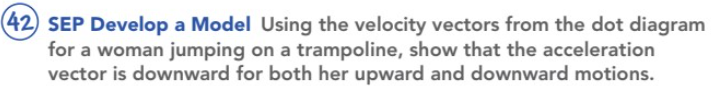 42 SEP Develop a Model Using the velocity vectors from the dot diagram
for a woman jumping on a trampoline, show that the acceleration
vector is downward for both her upward and downward motions.